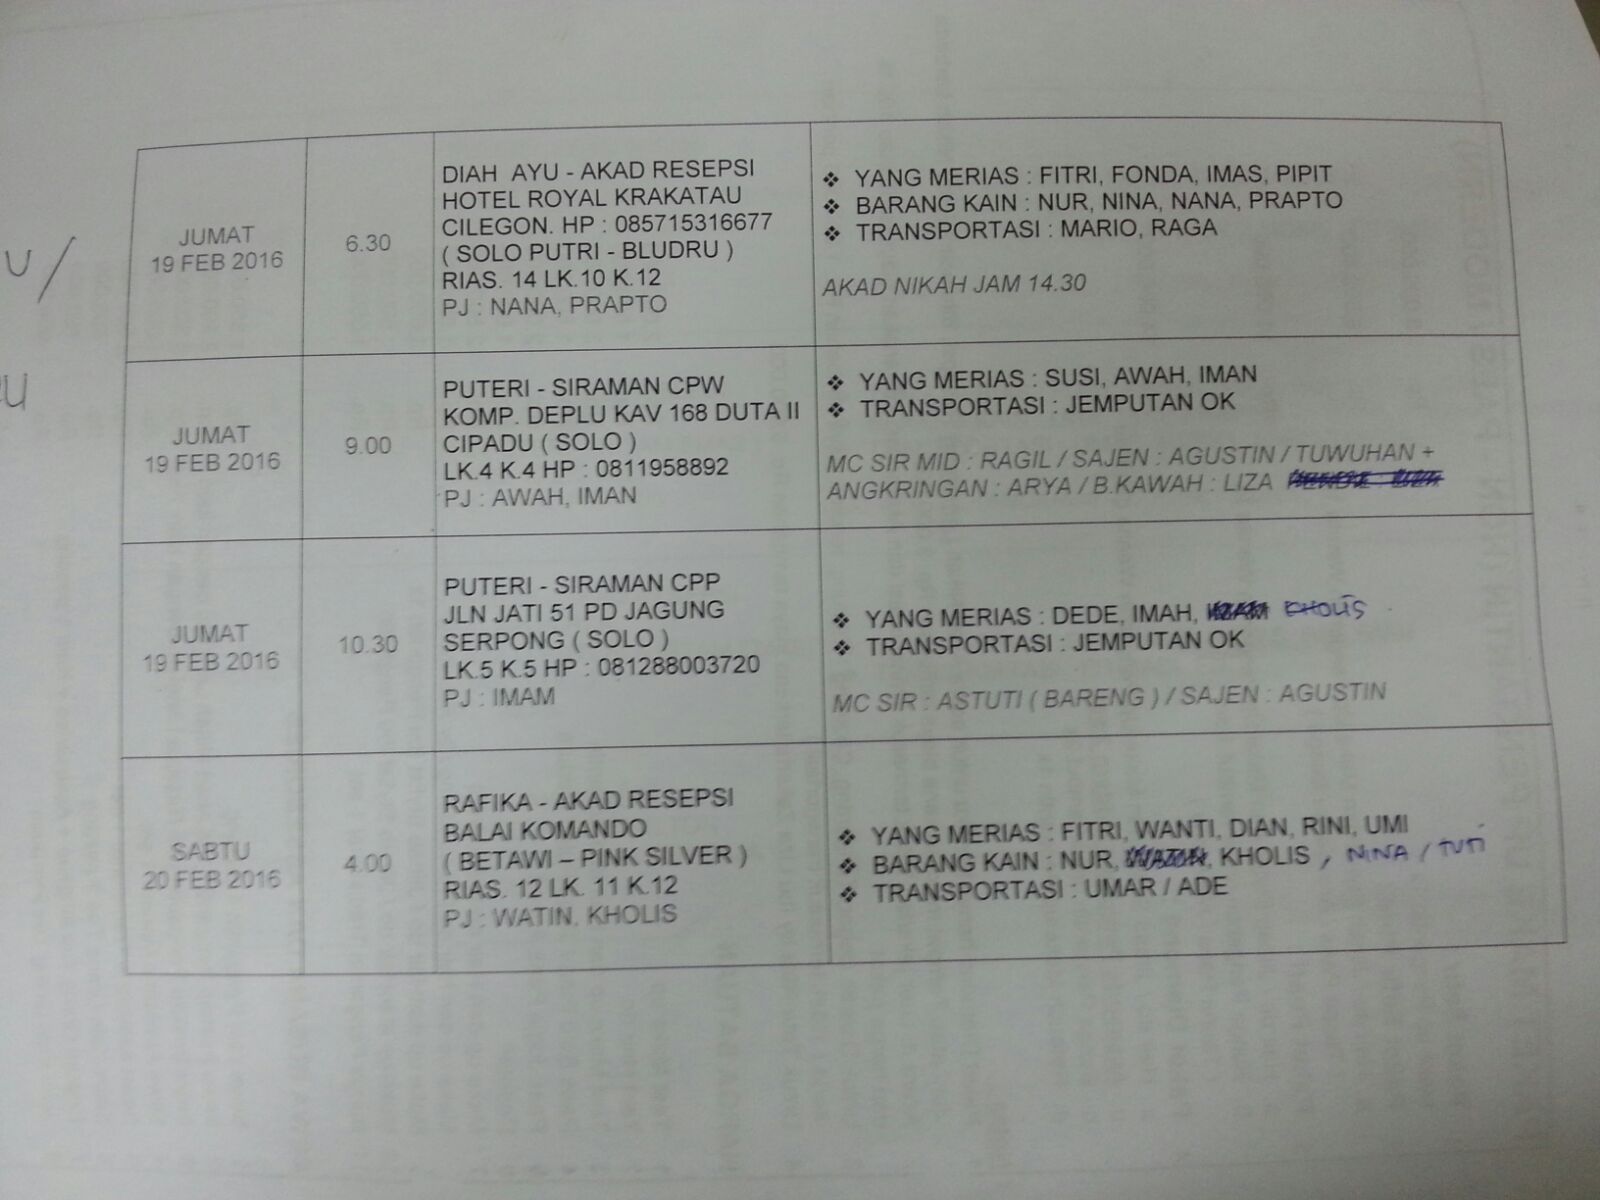 JUMAT
19 FEB 2016
6.30
DIAH AYU - AKAD RESEPSI
HOTEL ROYAL KRAKATAU
CILEGON. HP : 085715316677
( SOLO PUTRI - BLUDRU )
RIAS. 14 LK.10 K.12
PJ : NANA, PRAPTO
❖ YANG MERIAS : FITRI, FONDA, IMAS, PIPIT
❖ BARANG KAIN : NUR, NINA, NANA, PRAPTO
❖ TRANSPORTASI : MARIO, RAGA
AKAD NIKAH JAM 14.30
JUMAT
19 FEB 2016
9.00
PUTERI - SIRAMAN CPW
KOMP. DEPLU KAV 168 DUTA II
CIPADU ( SOLO )
LK.4 K.4 HP : 0811958892
PJ : AWAH, IMAN
❖ YANG MERIAS : SUSI, AWAH, IMAN
❖ TRANSPORTASI : JEMPUTAN OK
MC SIR MID : RAGIL / SAJEN : AGUSTIN / TUWUHAN +
ANGKRINGAN : ARYA / B.KAWAH : LIZA
JUMAT
19 FEB 2016
10.30
PUTERI - SIRAMAN CPP
JLN JATI 51 PD JAGUNG
SERPONG ( SOLO )
LK.5 K.5 HP : 081288003720
PJ : IMAM
❖ YANG MERIAS : DEDE, IMAH, KHOLIS
❖ TRANSPORTASI : JEMPUTAN OK
MC SIR : ASTUTI ( BARENG ) / SAJEN : AGUSTIN
SABTU
20 FEB 2016
4.00
RAFIKA - AKAD RESEPSI
BALAI KOMANDO
( BETAWI – PINK SILVER )
RIAS. 12 LK. 11 K.12
PJ : WATIN, KHOLIS
❖ YANG MERIAS : FITRI, WANTI, DIAN, RINI, UMI
❖ BARANG KAIN : NUR, WATIN, KHOLIS , NINA / TUTI
❖ TRANSPORTASI : UMAR / ADE